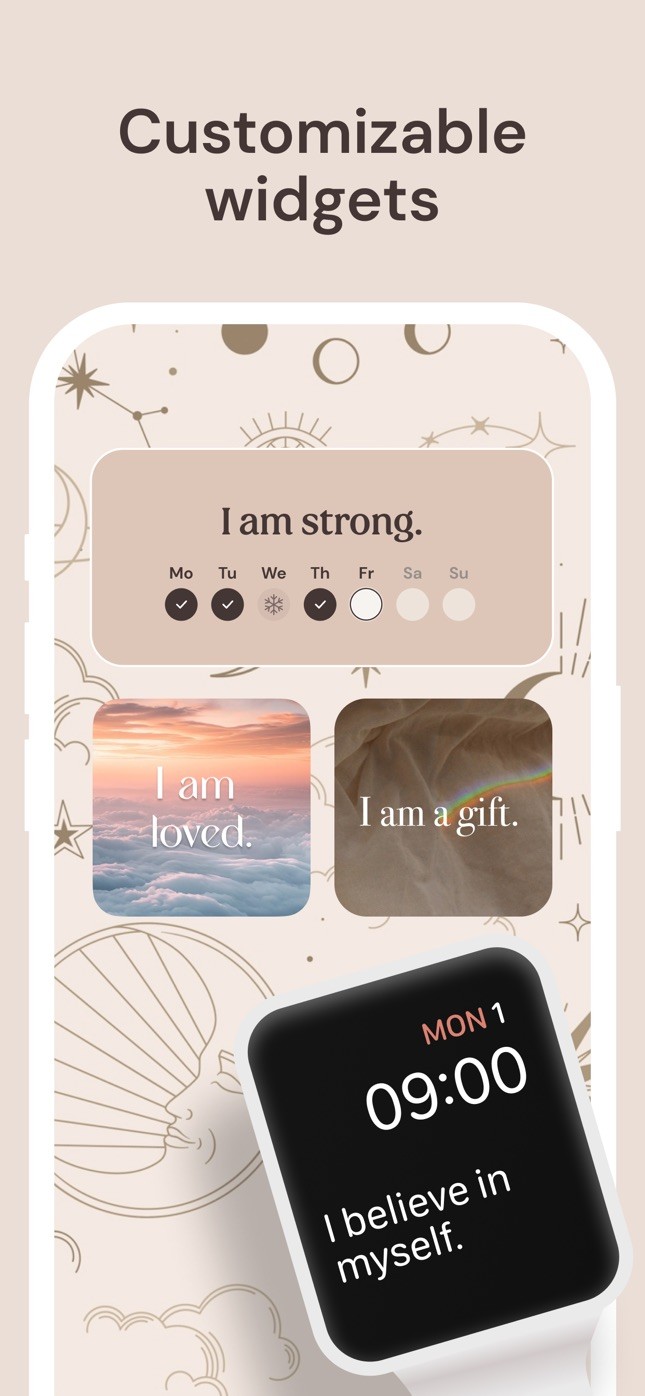 Customizable
widgets
I am strong.
Mo Tu We Th Fr Sa Su
I am
loved.
I am a gift.
MON 1
09:00
I believe in
myself.